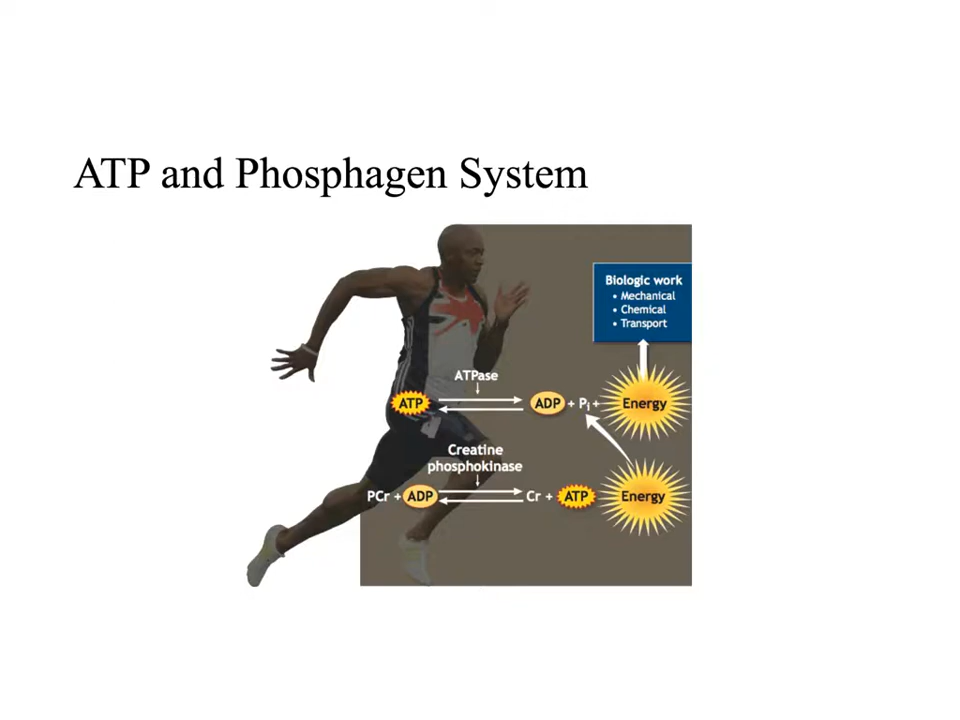 ATP and Phosphagen System
Biologic work
• Mechanical
• Chemical
• Transport
ATPase
ATP
ADP + Pi + Energy
Creatine
phosphokinase
PCr + ADP
Cr + ATP Energy